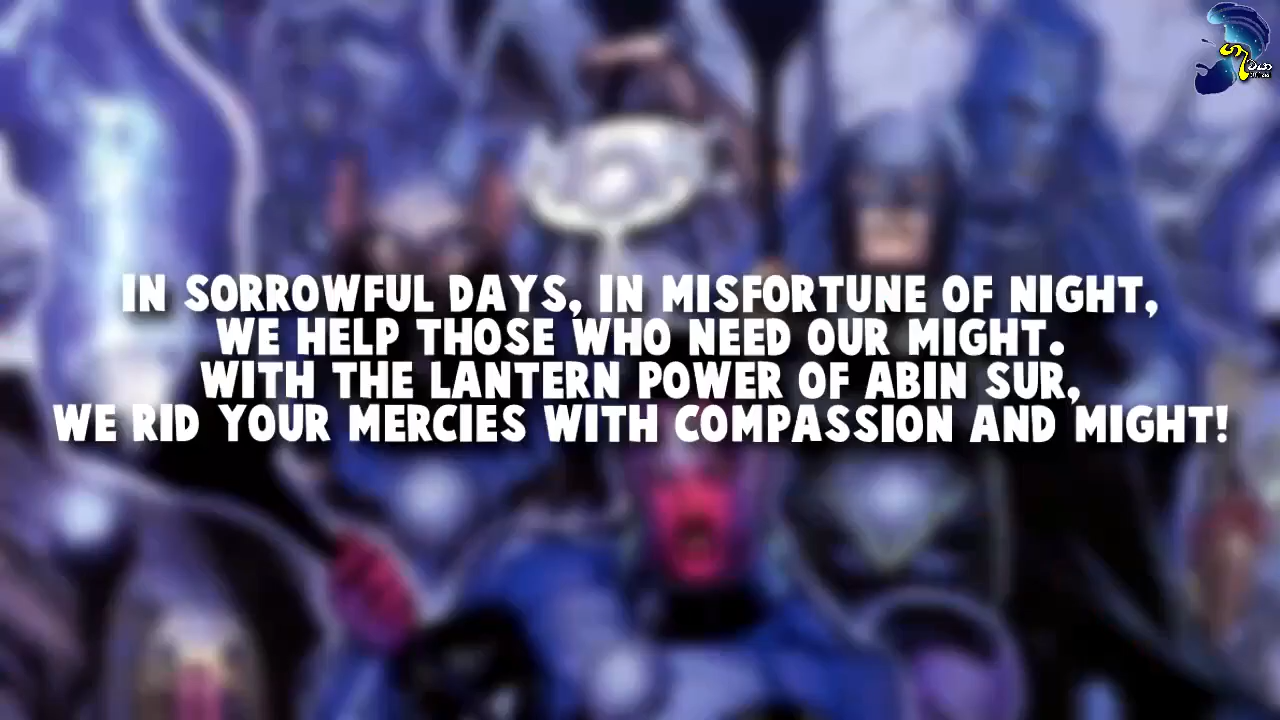 IN SORROWFUL DAYS, IN MISFORTUNE OF NIGHT,
WE HELP THOSE WHO NEED OUR MIGHT.
WITH THE LANTERN POWER OF ABIN SUR,
WE RID YOUR MERCIES WITH COMPASSION AND MIGHT!